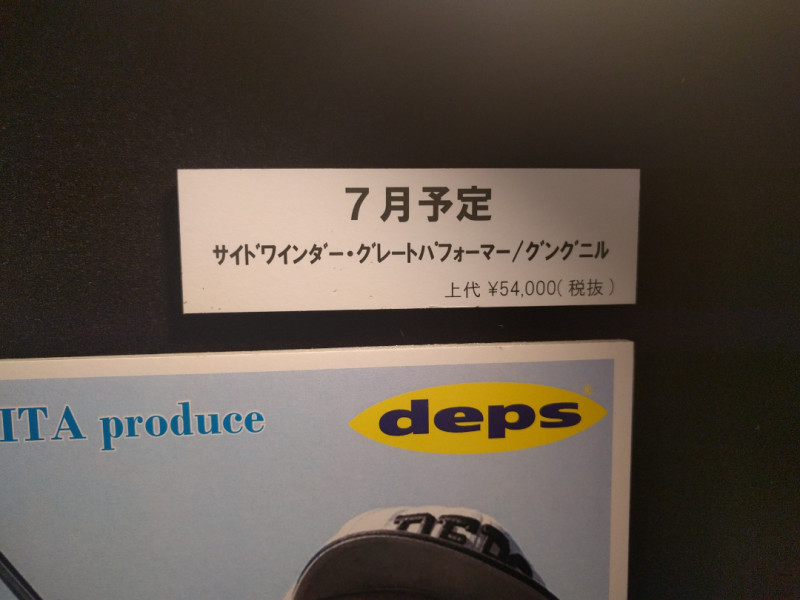 7月予定
ｻｲﾄﾞﾜｲﾝﾀﾞｰ・ｸﾞﾚｰﾄﾊﾟﾌｫｰﾏｰ/ｸﾞﾝｸﾞﾆﾙ
上代 ¥54,000(税抜)
ITA produce
deps